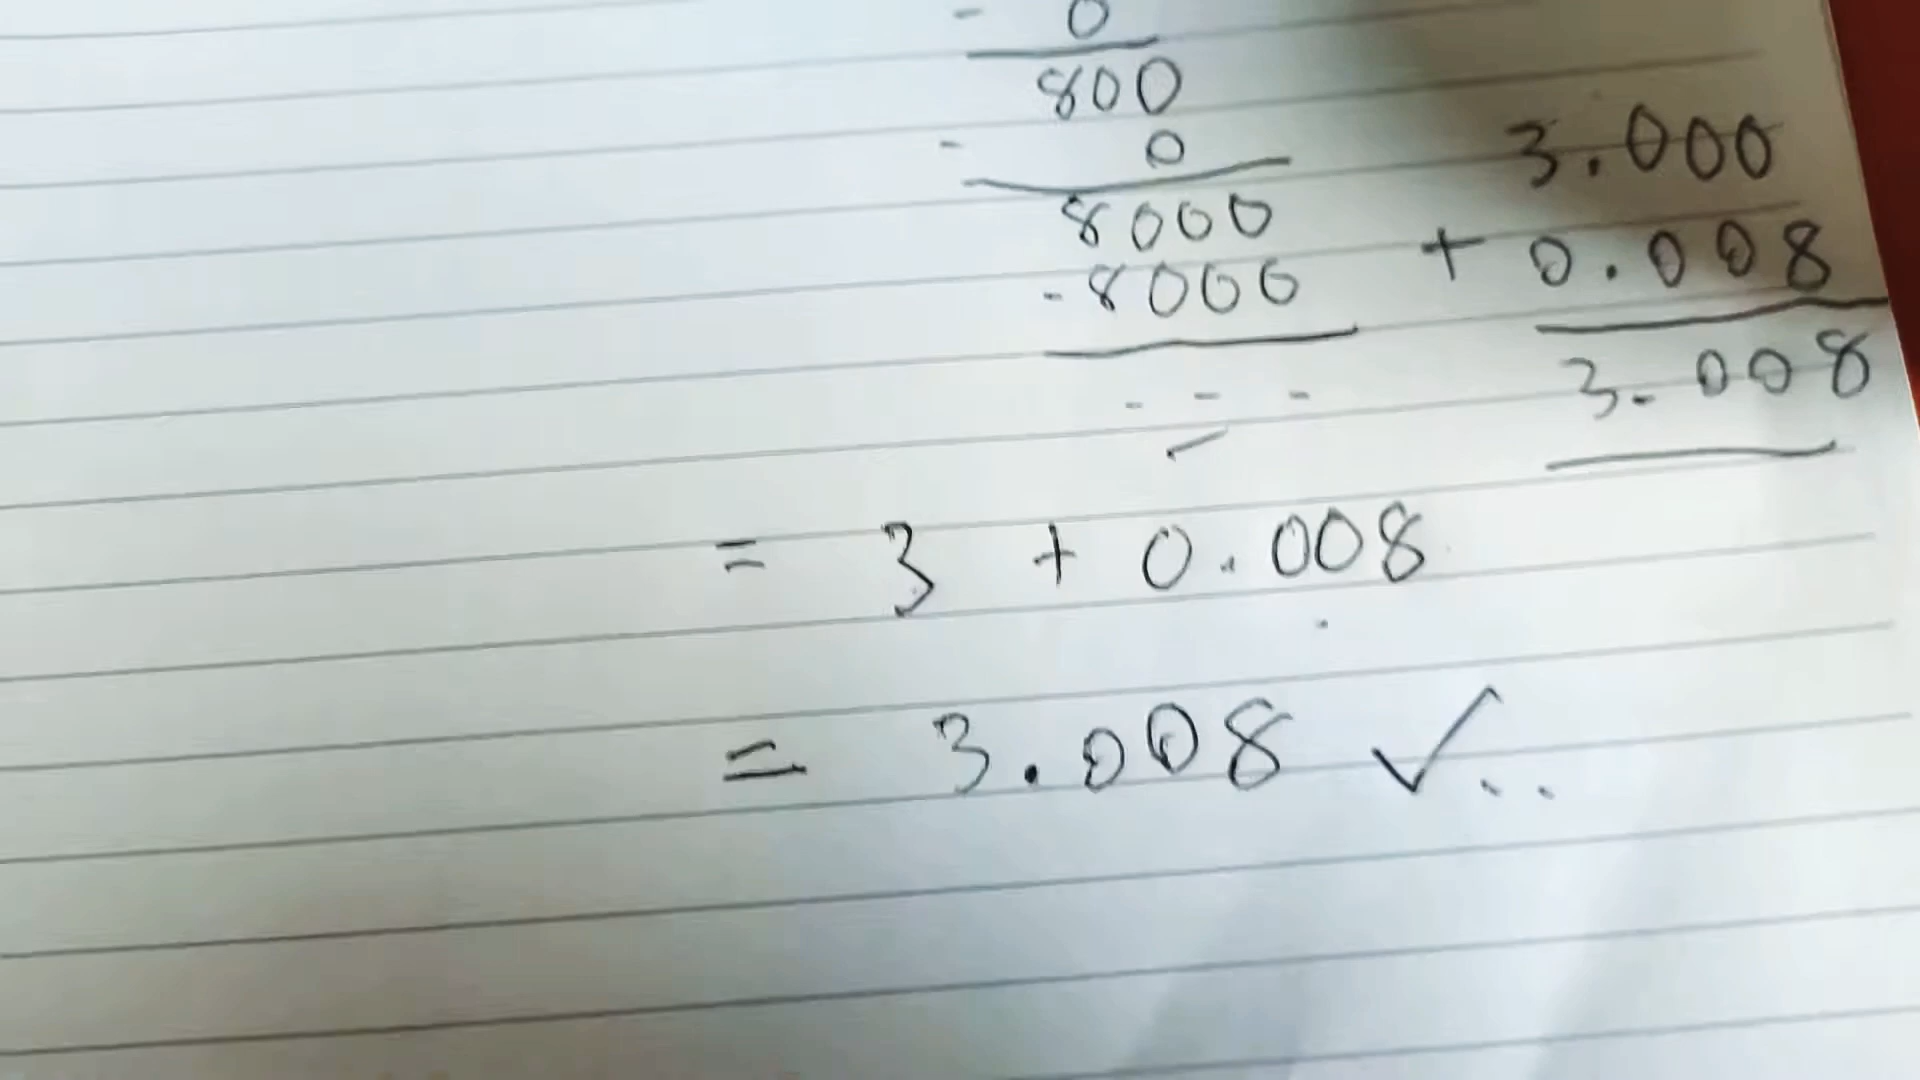 - 0
800
- 0
8000
- 8000
- - -
3.000
+ 0.008
3.008
= 3 + 0.008
= 3.008 ✓..